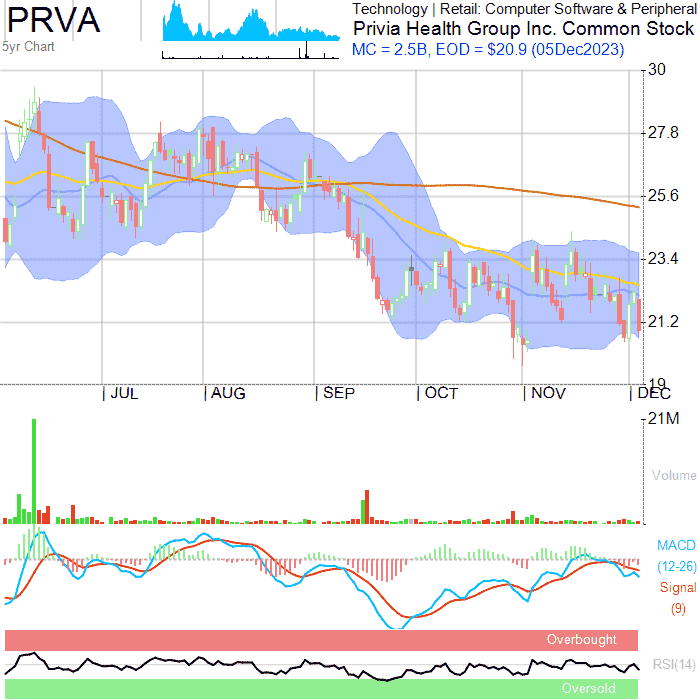 PRVA
5yr Chart
Technology | Retail: Computer Software & Peripheral
Privia Health Group Inc. Common Stock
MC = 2.5B, EOD = $20.9 (05Dec2023)
30
27.8
25.6
23.4
21.2
19
JUL
AUG
SEP
OCT
NOV
DEC
21M
Volume
MACD
(12-26)
Signal
(9)
Overbought
RSI(14)
Oversold